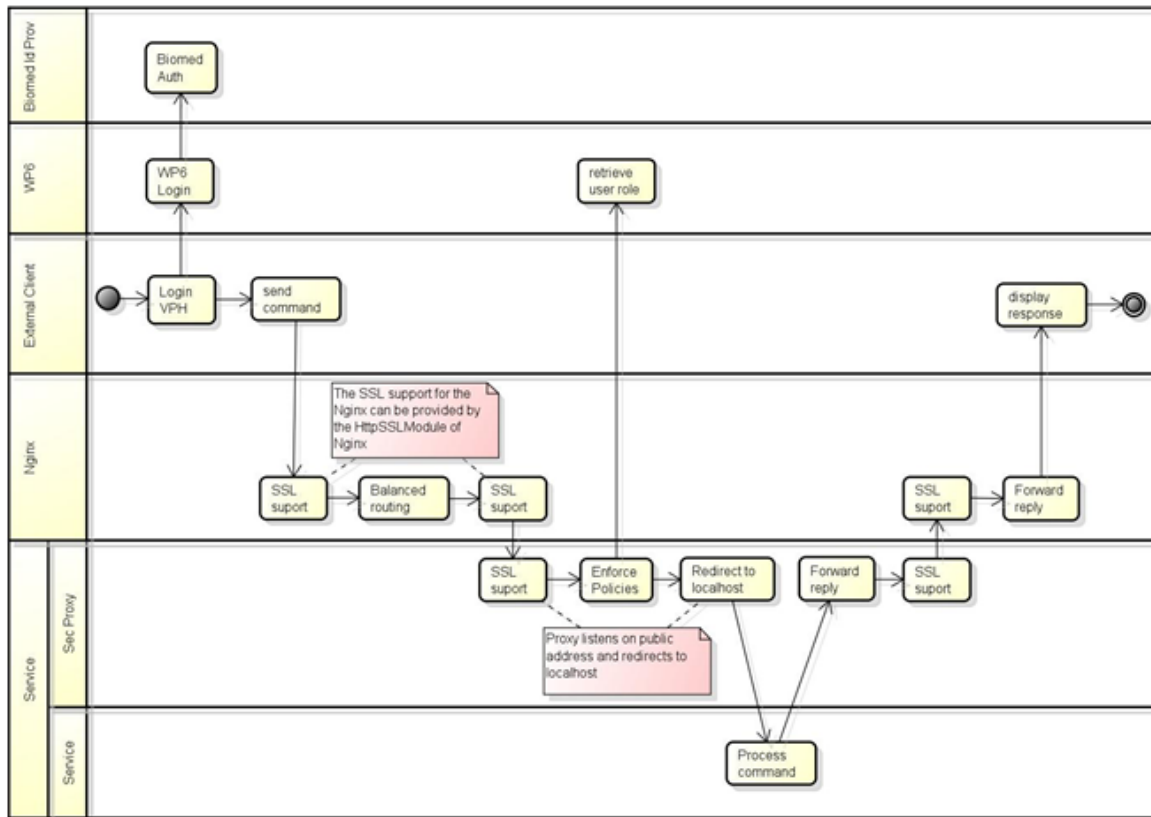 Biomed Id Prov
Biomed
Auth
WP6
WP6
Login
retrieve
user role
External Client
Login
VPH
send
command
display
response
Nginx
The SSL support for the
Nginx can be provided by
the HttpSSLModule of
Nginx
SSL
suport
Balanced
routing
SSL
suport
SSL
suport
Forward
reply
Service
Sec Proxy
SSL
suport
Enforce
Policies
Redirect to
localhost
Forward
reply
SSL
suport
Proxy listens on public
address and redirects to
localhost
Service
Process
command